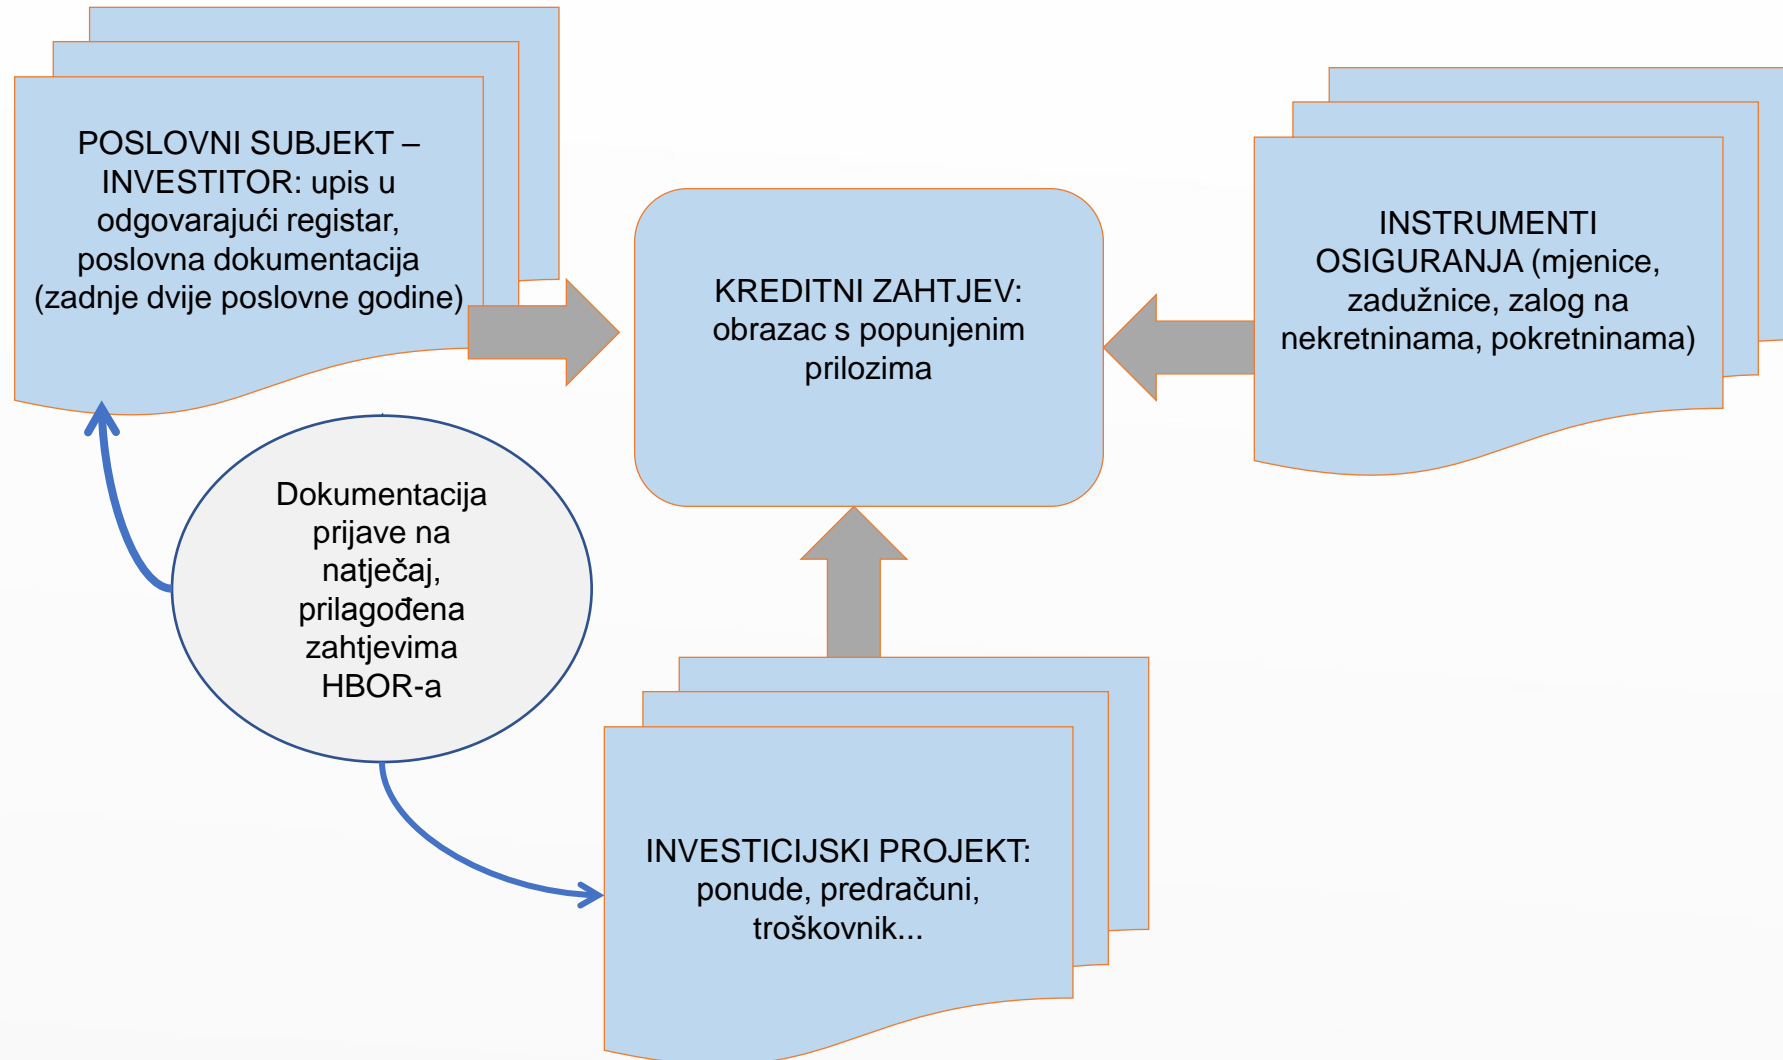 POSLOVNI SUBJEKT –
INVESTITOR: upis u
odgovarajući registar,
poslovna dokumentacija
(zadnje dvije poslovne godine)
KREDITNI ZAHTJEV:
obrazac s popunjenim
prilozima
INSTRUMENTI
OSIGURANJA (mjenice,
zadužnice, zalog na
nekretninama, pokretninama)
Dokumentacija
prijave na
natječaj,
prilagođena
zahtjevima
HBOR-a
INVESTICIJSKI PROJEKT:
ponude, predračuni,
troškovnik...